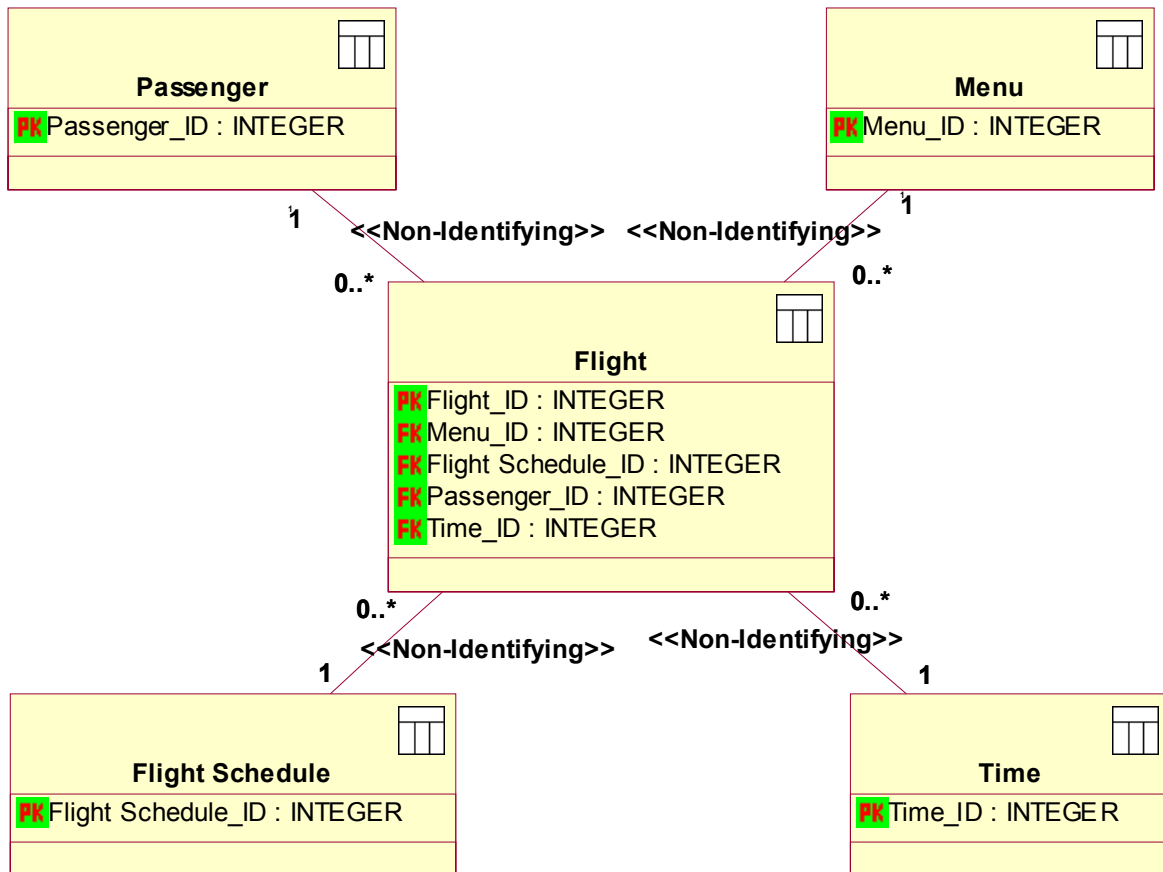 Passenger
PK Passenger_ID : INTEGER
Menu
PK Menu_ID : INTEGER
1
1
1
1
<<Non-Identifying>>
<<Non-Identifying>>
0..*
0..*
Flight
PK Flight_ID : INTEGER
FK Menu_ID : INTEGER
FK Flight Schedule_ID : INTEGER
FK Passenger_ID : INTEGER
FK Time_ID : INTEGER
0..*
0..*
<<Non-Identifying>>
<<Non-Identifying>>
1
1
Flight Schedule
PK Flight Schedule_ID : INTEGER
Time
PK Time_ID : INTEGER